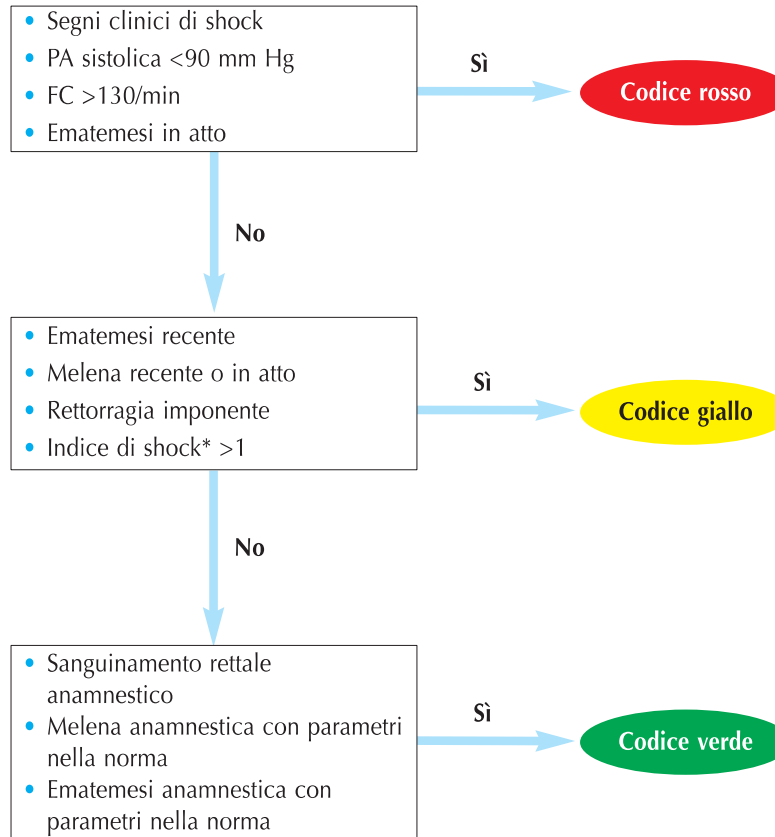 • Segni clinici di shock
• PA sistolica <90 mm Hg
• FC >130/min
• Ematemesi in atto
Sì
Codice rosso
No
• Ematemesi recente
• Melena recente o in atto
• Rettorragia imponente
• Indice di shock* >1
Sì
Codice giallo
No
• Sanguinamento rettale
anamnestico
• Melena anamnestica con parametri
nella norma
• Ematemesi anamnestica con
parametri nella norma
Sì
Codice verde